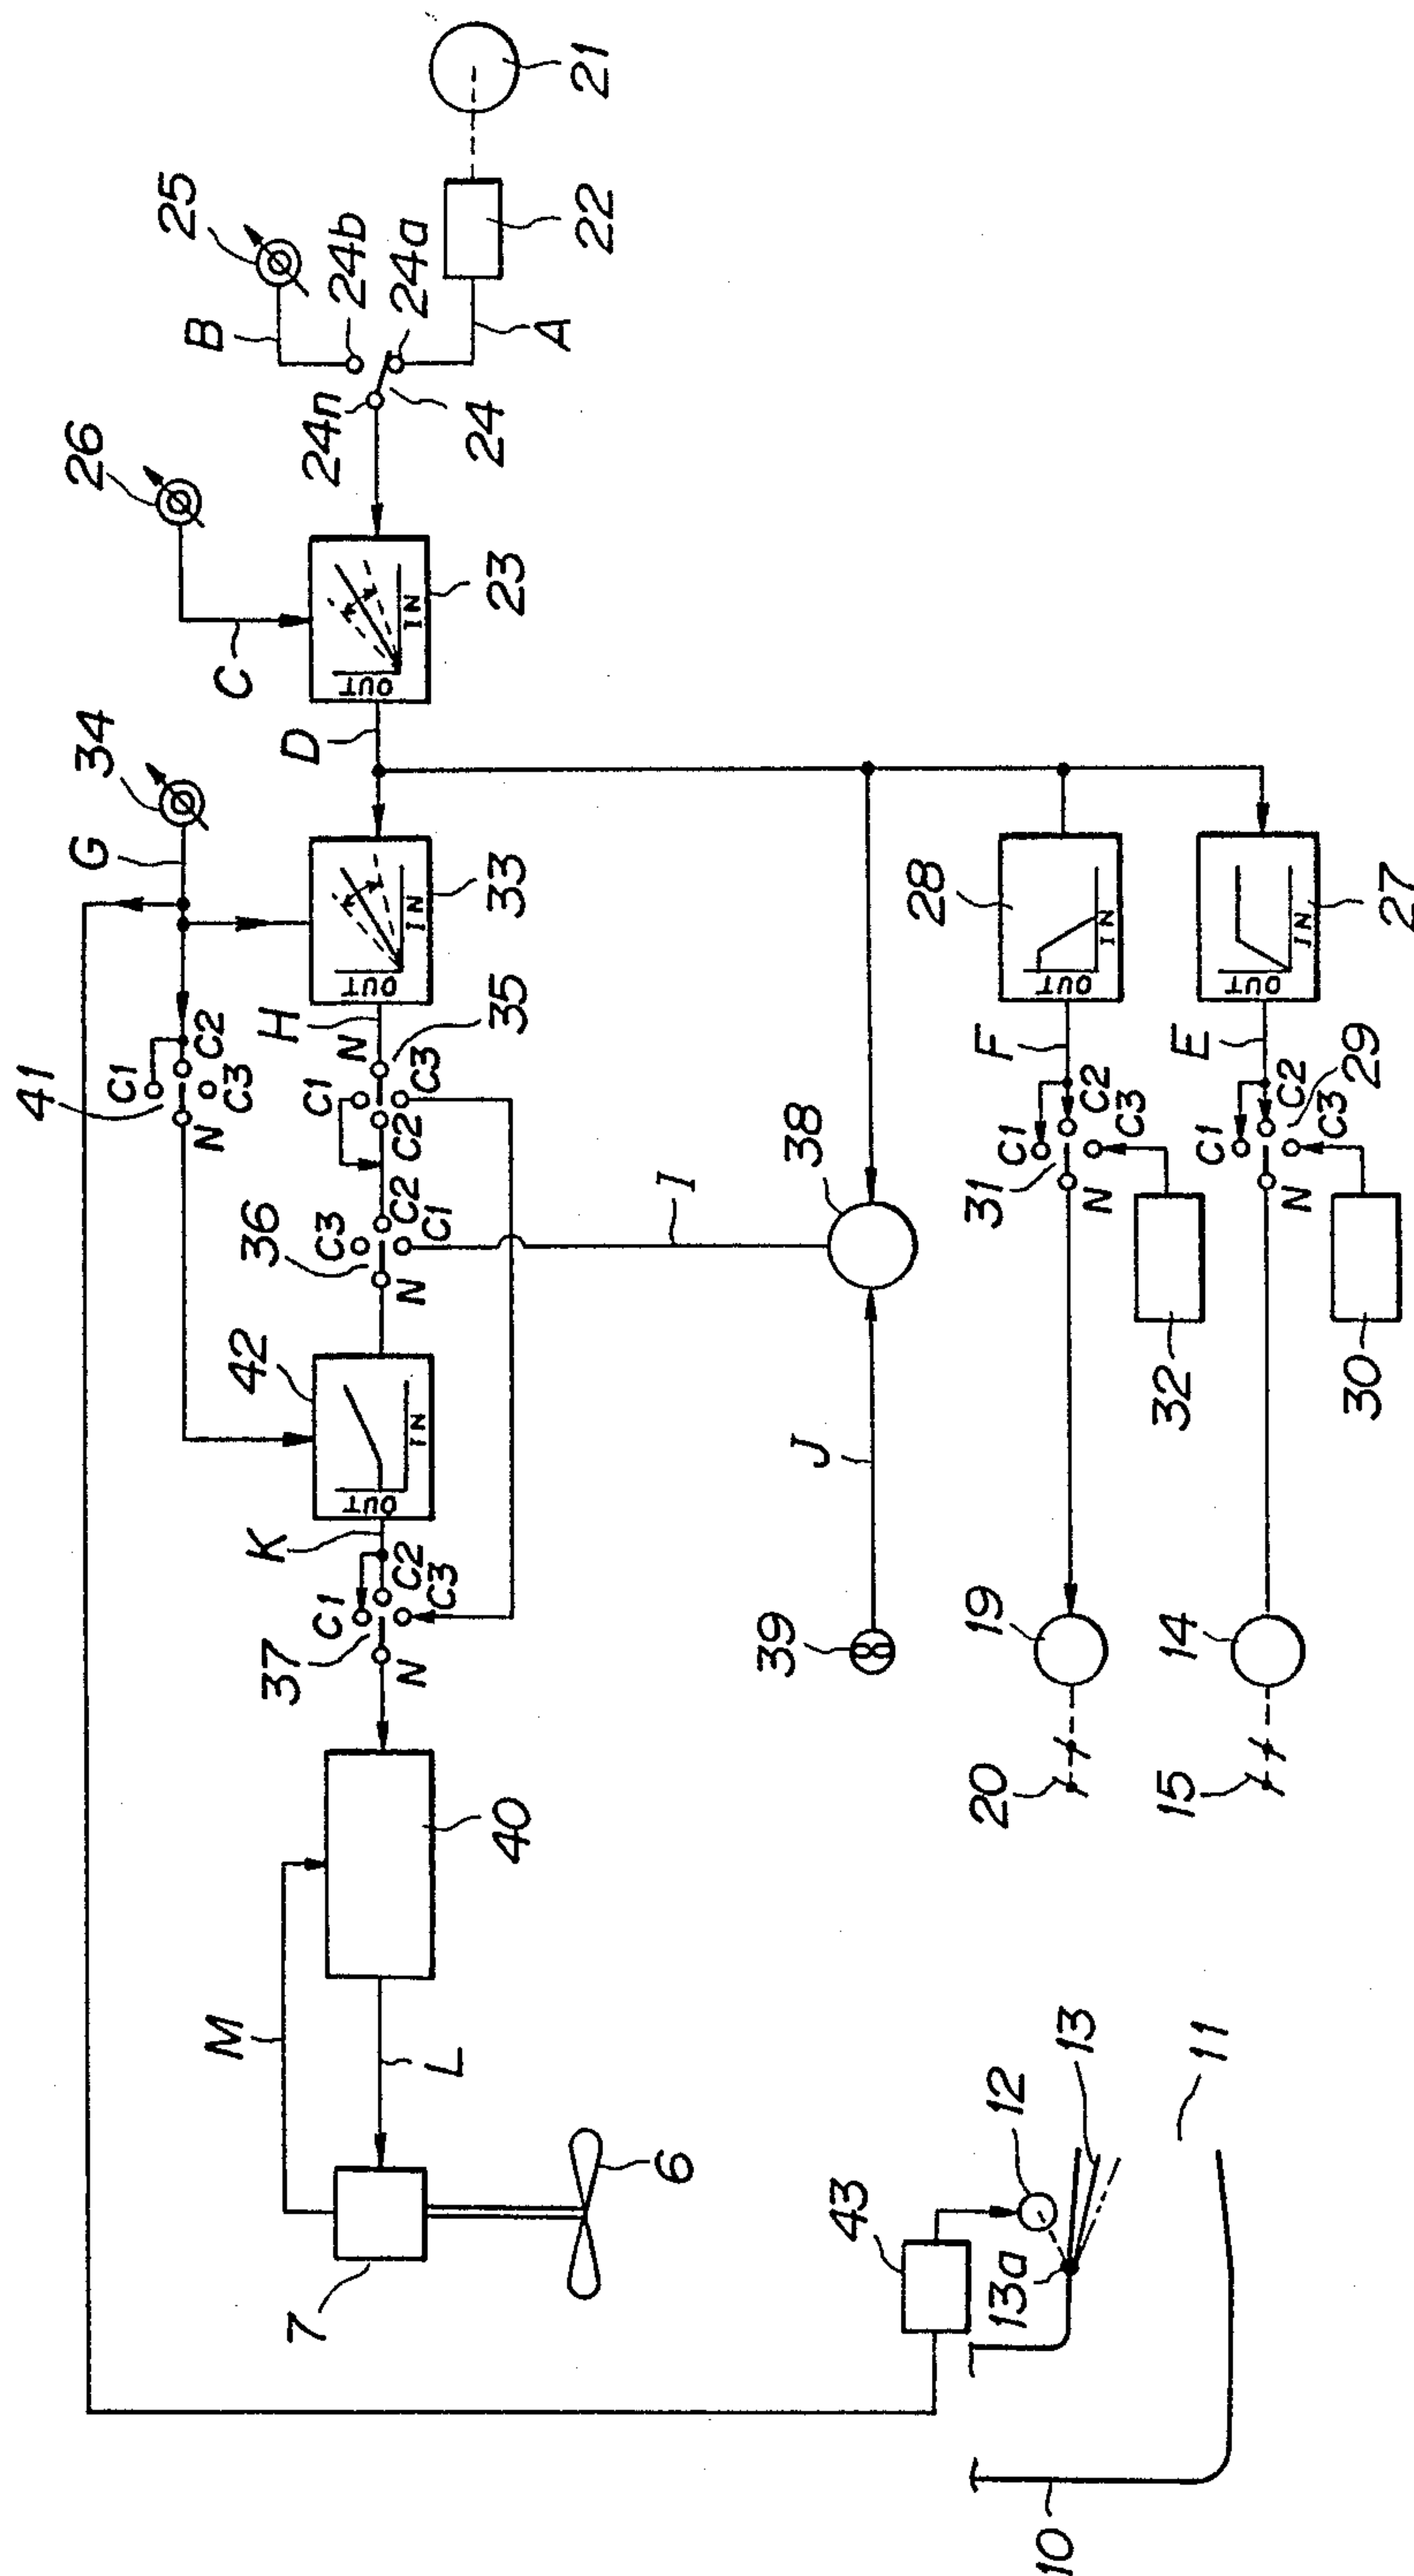 21
22
25
24b
24a
B
A
24n
24
26
23
C
OUT
IN
D
34
G
33
OUT
IN
H
35
N
C1
C2
C3
41
C1
C2
C3
N
36
C3
C2
C1
N
I
38
42
OUT
IN
K
37
C1
C2
C3
N
J
39
28
OUT
IN
27
OUT
IN
F
E
31
C1
C2
C3
N
29
C1
C2
C3
N
32
30
19
20
14
15
40
M
L
7
6
43
12
13
13a
11
10